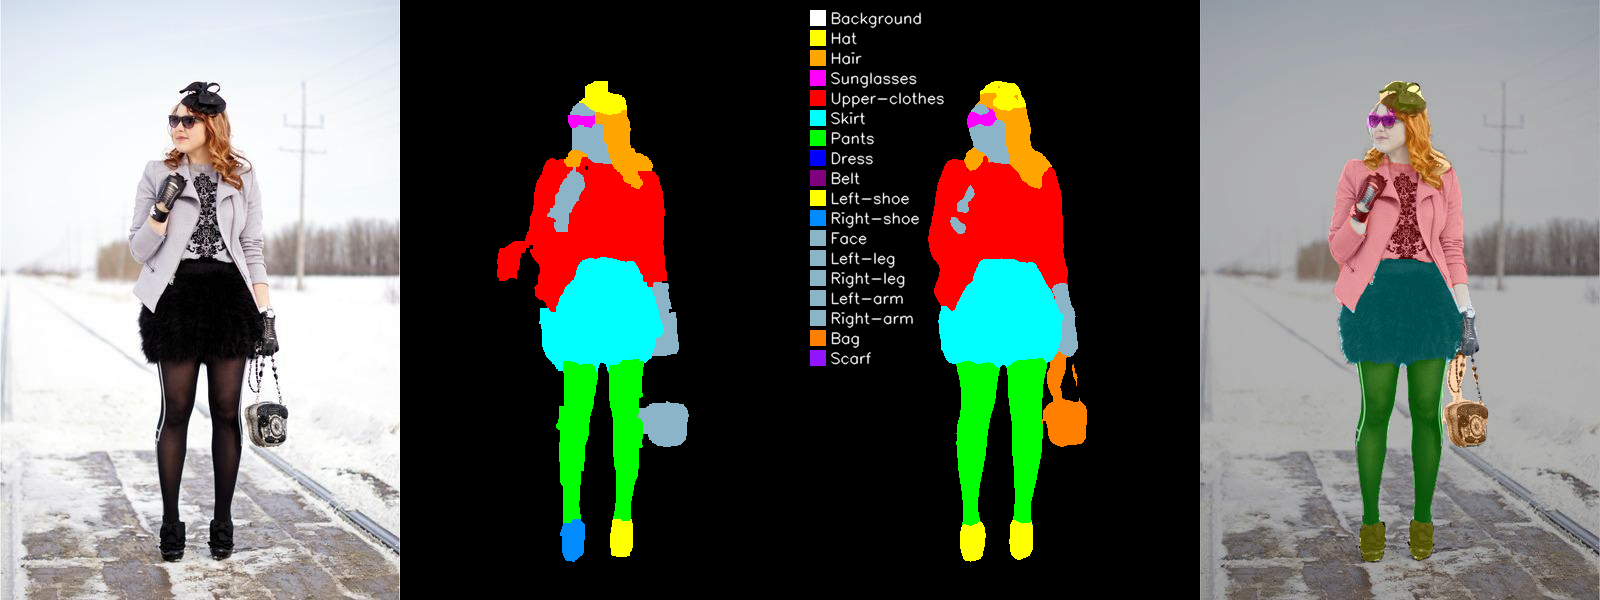 Background
Hat
Hair
Sunglasses
Upper-clothes
Skirt
Pants
Dress
Belt
Left-shoe
Right-shoe
Face
Left-leg
Right-leg
Left-arm
Right-arm
Bag
Scarf